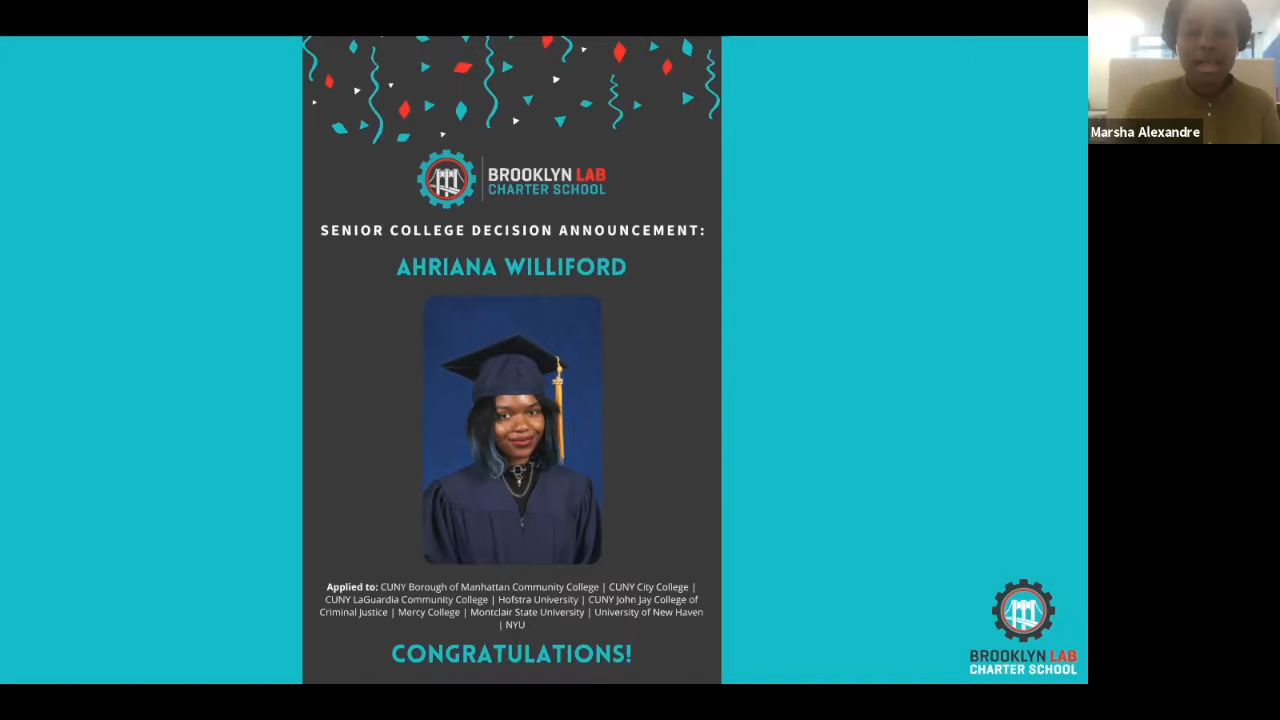 Marsha Alexandre
BROOKLYN LAB
CHARTER SCHOOL
SENIOR COLLEGE DECISION ANNOUNCEMENT:
AHRIANA WILLIFORD
Applied to: CUNY Borough of Manhattan Community College | CUNY City College |
CUNY LaGuardia Community College | Hofstra University | CUNY John Jay College of
Criminal Justice | Mercy College | Montclair State University | University of New Haven
| NYU
CONGRATULATIONS!
BROOKLYN LAB
CHARTER SCHOOL